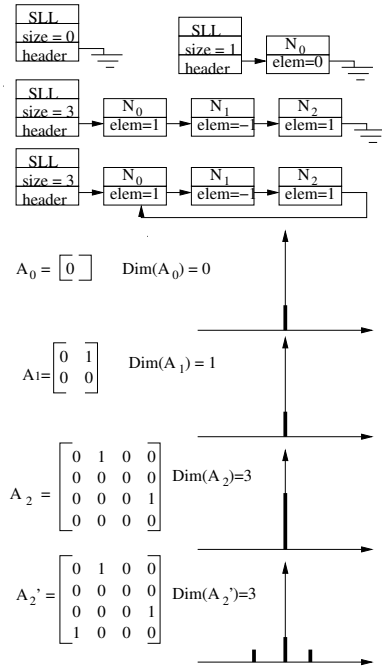 SLL
size = 0
header
SLL
size = 1
header
N0
elem=0
SLL
size = 3
header
N0
elem=1
N1
elem=−1
N2
elem=1
SLL
size = 3
header
N0
elem=1
N1
elem=−1
N2
elem=1
A0 = [ 0 ] Dim(A0) = 0
A1= Dim(A1) = 1
0 1
0 0
A2 = Dim(A2)=3
0 1 0 0
0 0 0 0
0 0 0 1
0 0 0 0
A2' = Dim(A2')=3
0 1 0 0
0 0 0 0
0 0 0 1
1 0 0 0